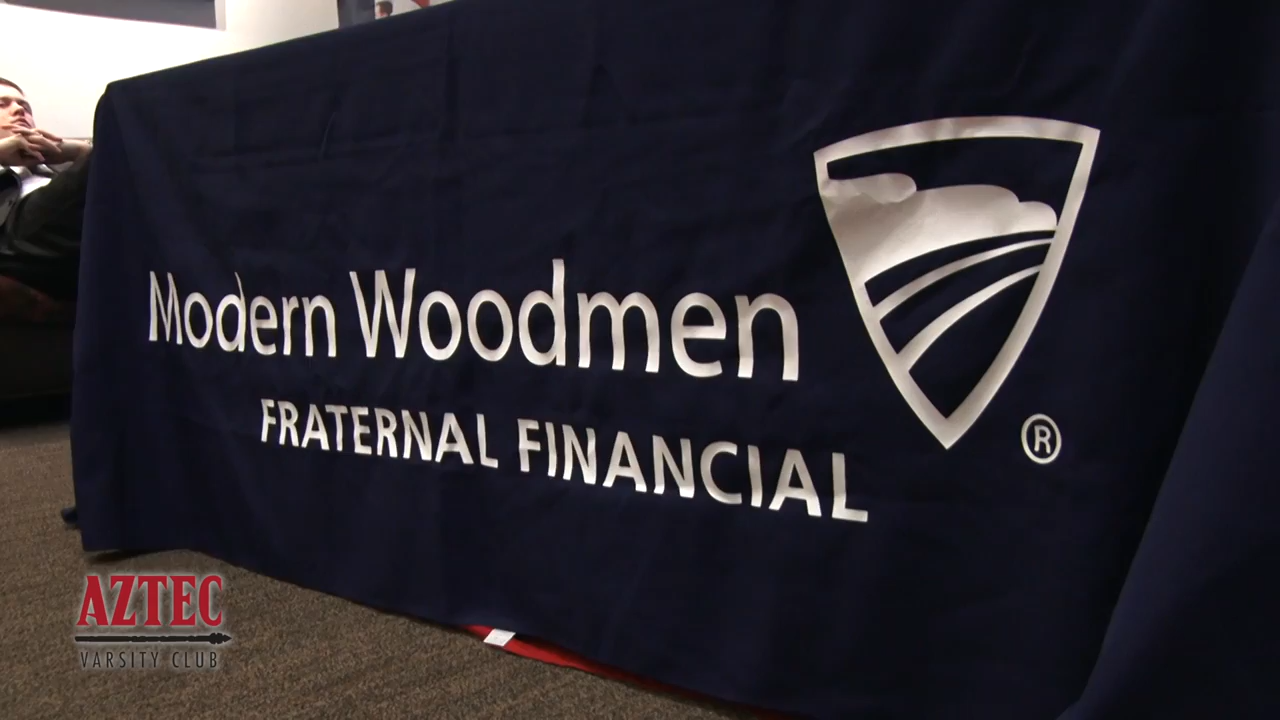 Modern Woodmen
FRATERNAL FINANCIAL
®
AZTEC
VARSITY CLUB